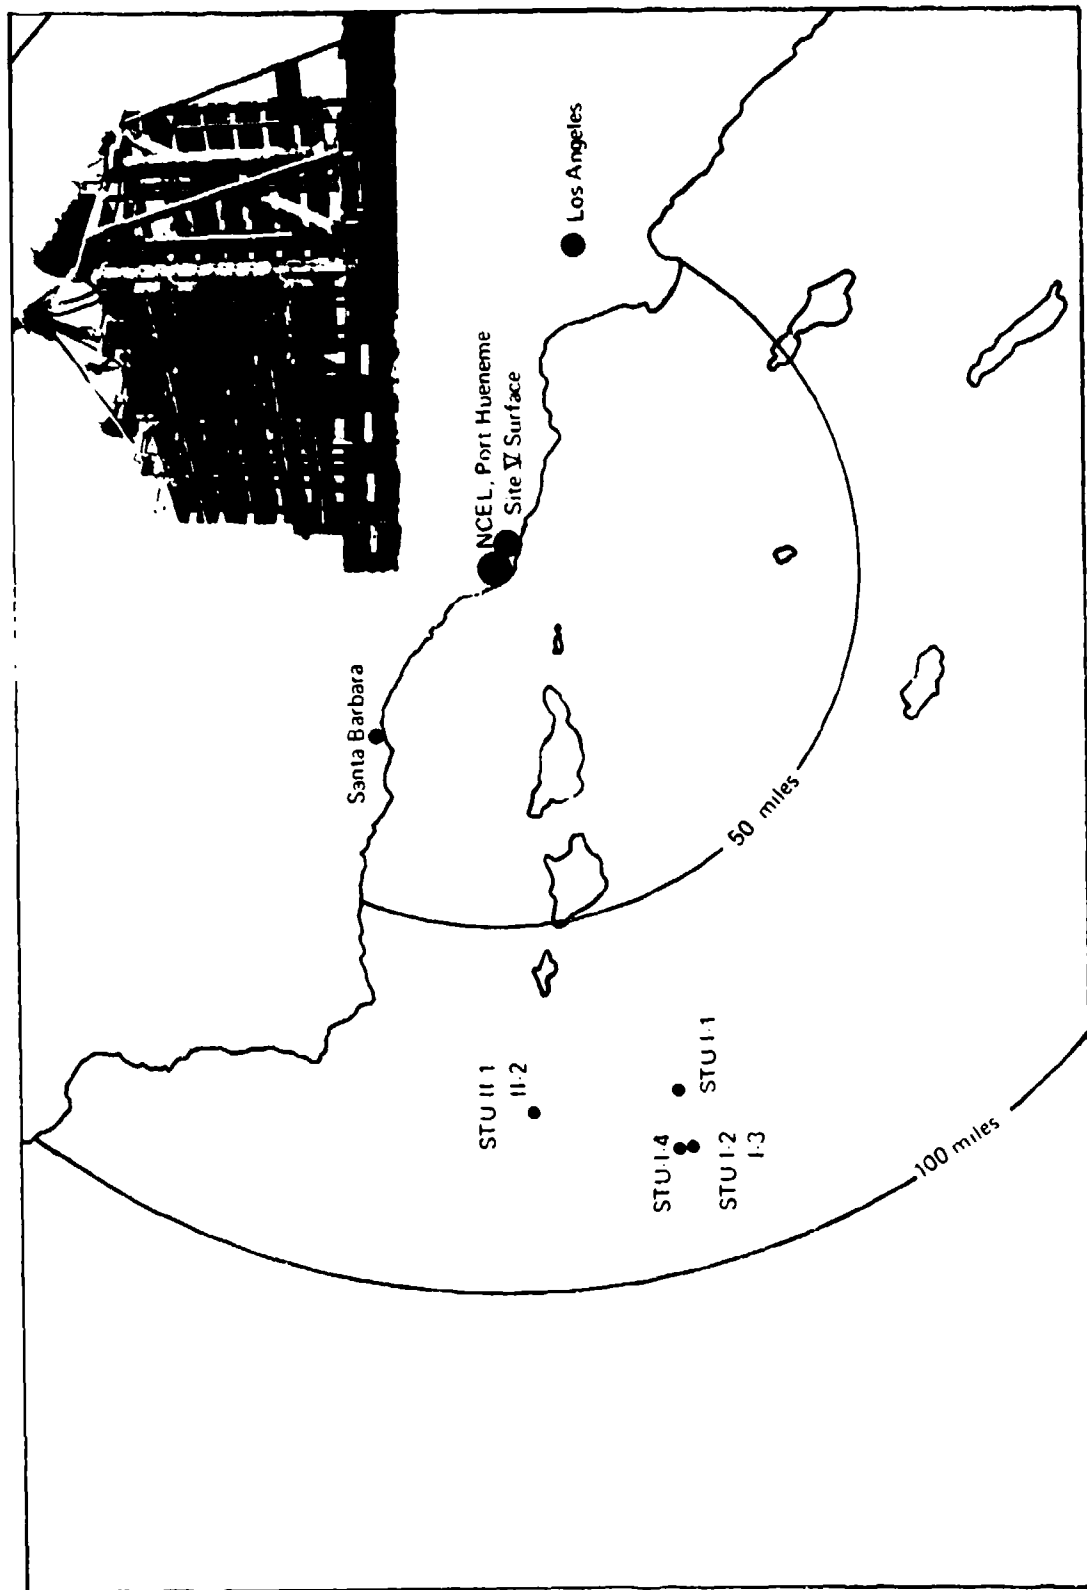 Los Angeles
NCEL, Port Hueneme
Site V Surface
Santa Barbara
50 miles
STU II-1
II-2
STU I-1
STU I-4
STU I-2
I-3
100 miles